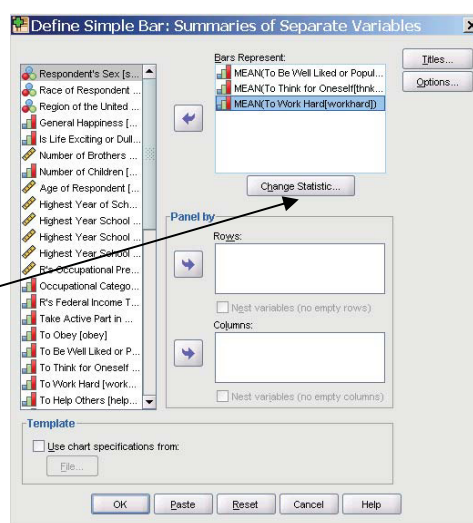 Define Simple Bar: Summaries of Separate Variables
Respondent's Sex [s...
Race of Respondent ...
Region of the United ...
General Happiness [...
Is Life Exciting or Dull...
Number of Brothers ...
Number of Children [...
Age of Respondent [...
Highest Year of Sch...
Highest Year School ...
Highest Year School ...
Highest Year School ...
R's Occupational Pre...
Occupational Catego...
R's Federal Income T...
Take Active Part in ...
To Obey [obey]
To Be Well Liked or P...
To Think for Oneself ...
To Work Hard [work...
To Help Others [help...
Bars Represent:
MEAN(To Be Well Liked or Popul...
MEAN(To Think for Oneself[thnk...
MEAN(To Work Hard[workhard])
Change Statistic...
Titles...
Options...
Panel by
Rows:
Nest variables (no empty rows)
Columns:
Nest variables (no empty columns)
Template
Use chart specifications from:
File...
OK
Paste
Reset
Cancel
Help